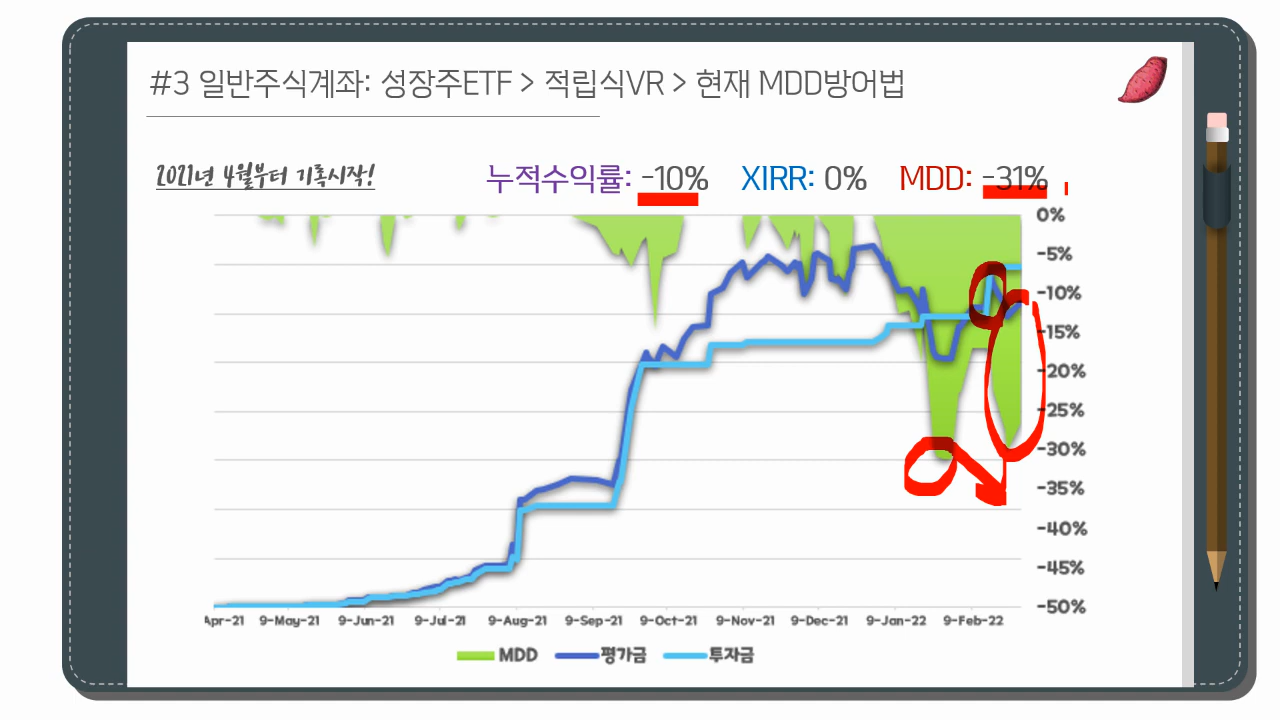 #3 일반주식계좌: 성장주ETF > 적립식VR > 현재 MDD방어법
2021년 4월부터 기록시작!
누적수익률: -10% XIRR: 0% MDD: -31%
0%
-5%
-10%
-15%
-20%
-25%
-30%
-35%
-40%
-45%
-50%
Apr-21 9-May-21 9-Jun-21 9-Jul-21 9-Aug-21 9-Sep-21 9-Oct-21 9-Nov-21 9-Dec-21 9-Jan-22 9-Feb-22
MDD 평가금 투자금